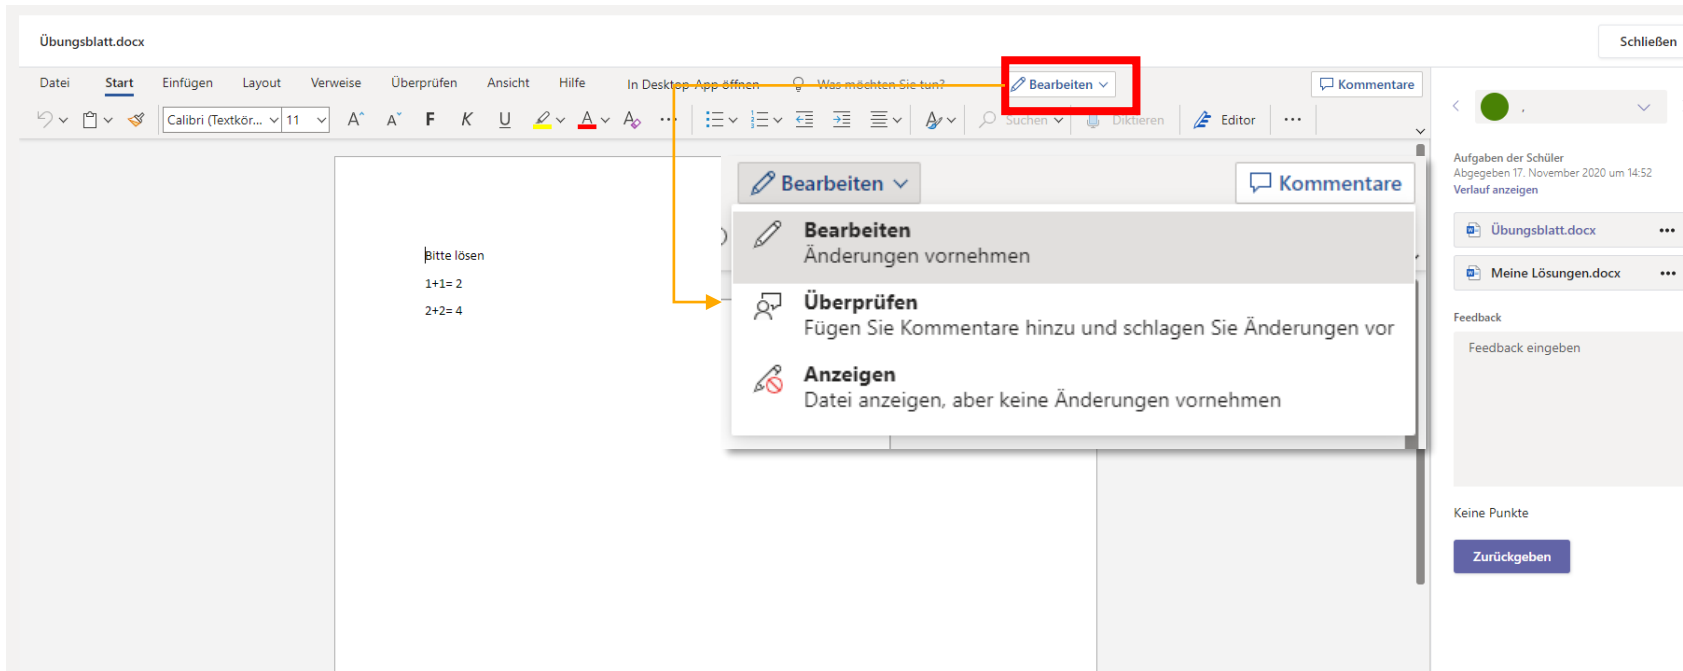 Übungsblatt.docx
Schließen
Datei Start Einfügen Layout Verweise Überprüfen Ansicht Hilfe In Desktop-App öffnen Was möchten Sie tun? Bearbeiten Kommentare
Calibri (Textkör... 11 A A F K U A A ... Suchen Diktieren Editor ...
Bearbeiten Kommentare
Bearbeiten
Änderungen vornehmen
Überprüfen
Fügen Sie Kommentare hinzu und schlagen Sie Änderungen vor
Anzeigen
Datei anzeigen, aber keine Änderungen vornehmen
Bitte lösen
1+1= 2
2+2= 4
Aufgaben der Schüler
Abgegeben 17. November 2020 um 14:52
Verlauf anzeigen
Übungsblatt.docx
Meine Lösungen.docx
Feedback
Feedback eingeben
Keine Punkte
Zurückgeben